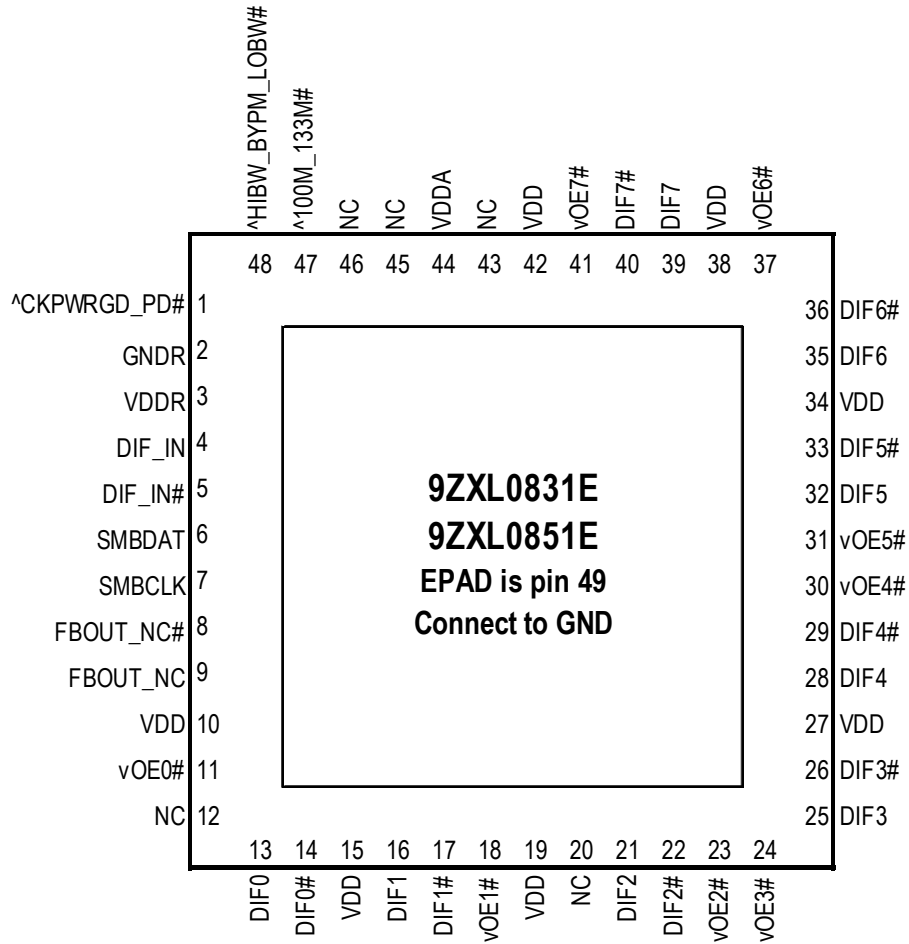 ^HIBW_BYPM_LOBW#
^100M_133M#
NC
NC
VDDA
NC
VDD
vOE7#
DIF7#
DIF7
VDD
vOE6#
48 47 46 45 44 43 42 41 40 39 38 37
^CKPWRGD_PD# 1
GNDR 2
VDDR 3
DIF_IN 4
DIF_IN# 5
SMBDAT 6
SMBCLK 7
FBOUT_NC# 8
FBOUT_NC 9
VDD 10
vOE0# 11
NC 12
9ZXL0831E
9ZXL0851E
EPAD is pin 49
Connect to GND
36 DIF6#
35 DIF6
34 VDD
33 DIF5#
32 DIF5
31 vOE5#
30 vOE4#
29 DIF4#
28 DIF4
27 VDD
26 DIF3#
25 DIF3
13 14 15 16 17 18 19 20 21 22 23 24
DIF0
DIF0#
VDD
DIF1
DIF1#
vOE1#
VDD
NC
DIF2
DIF2#
vOE2#
vOE3#